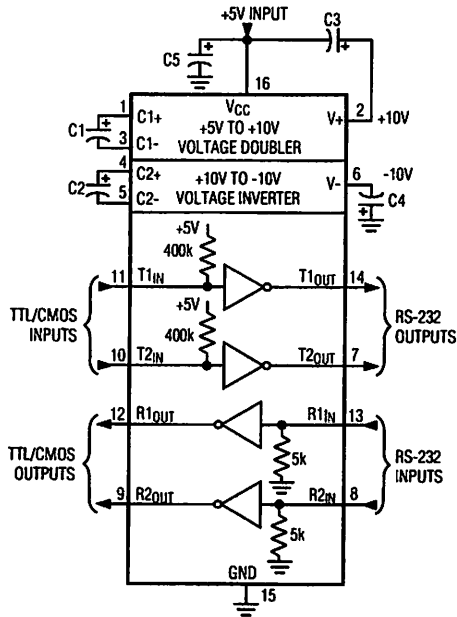 +5V INPUT
C3
C5
+
+
16
1
C1+
VCC
V+
2
+10V
C1
+
+5V TO +10V
VOLTAGE DOUBLER
3
C1-
4
C2+
+10V TO -10V
VOLTAGE INVERTER
V-
6
-10V
C2
+
5
C2-
+
C4
+5V
400k
11
T1IN
T1OUT
14
TTL/CMOS
INPUTS
+5V
400k
RS-232
OUTPUTS
10
T2IN
T2OUT
7
12
R1OUT
R1IN
13
TTL/CMOS
OUTPUTS
5k
RS-232
INPUTS
9
R2OUT
R2IN
8
5k
GND
15